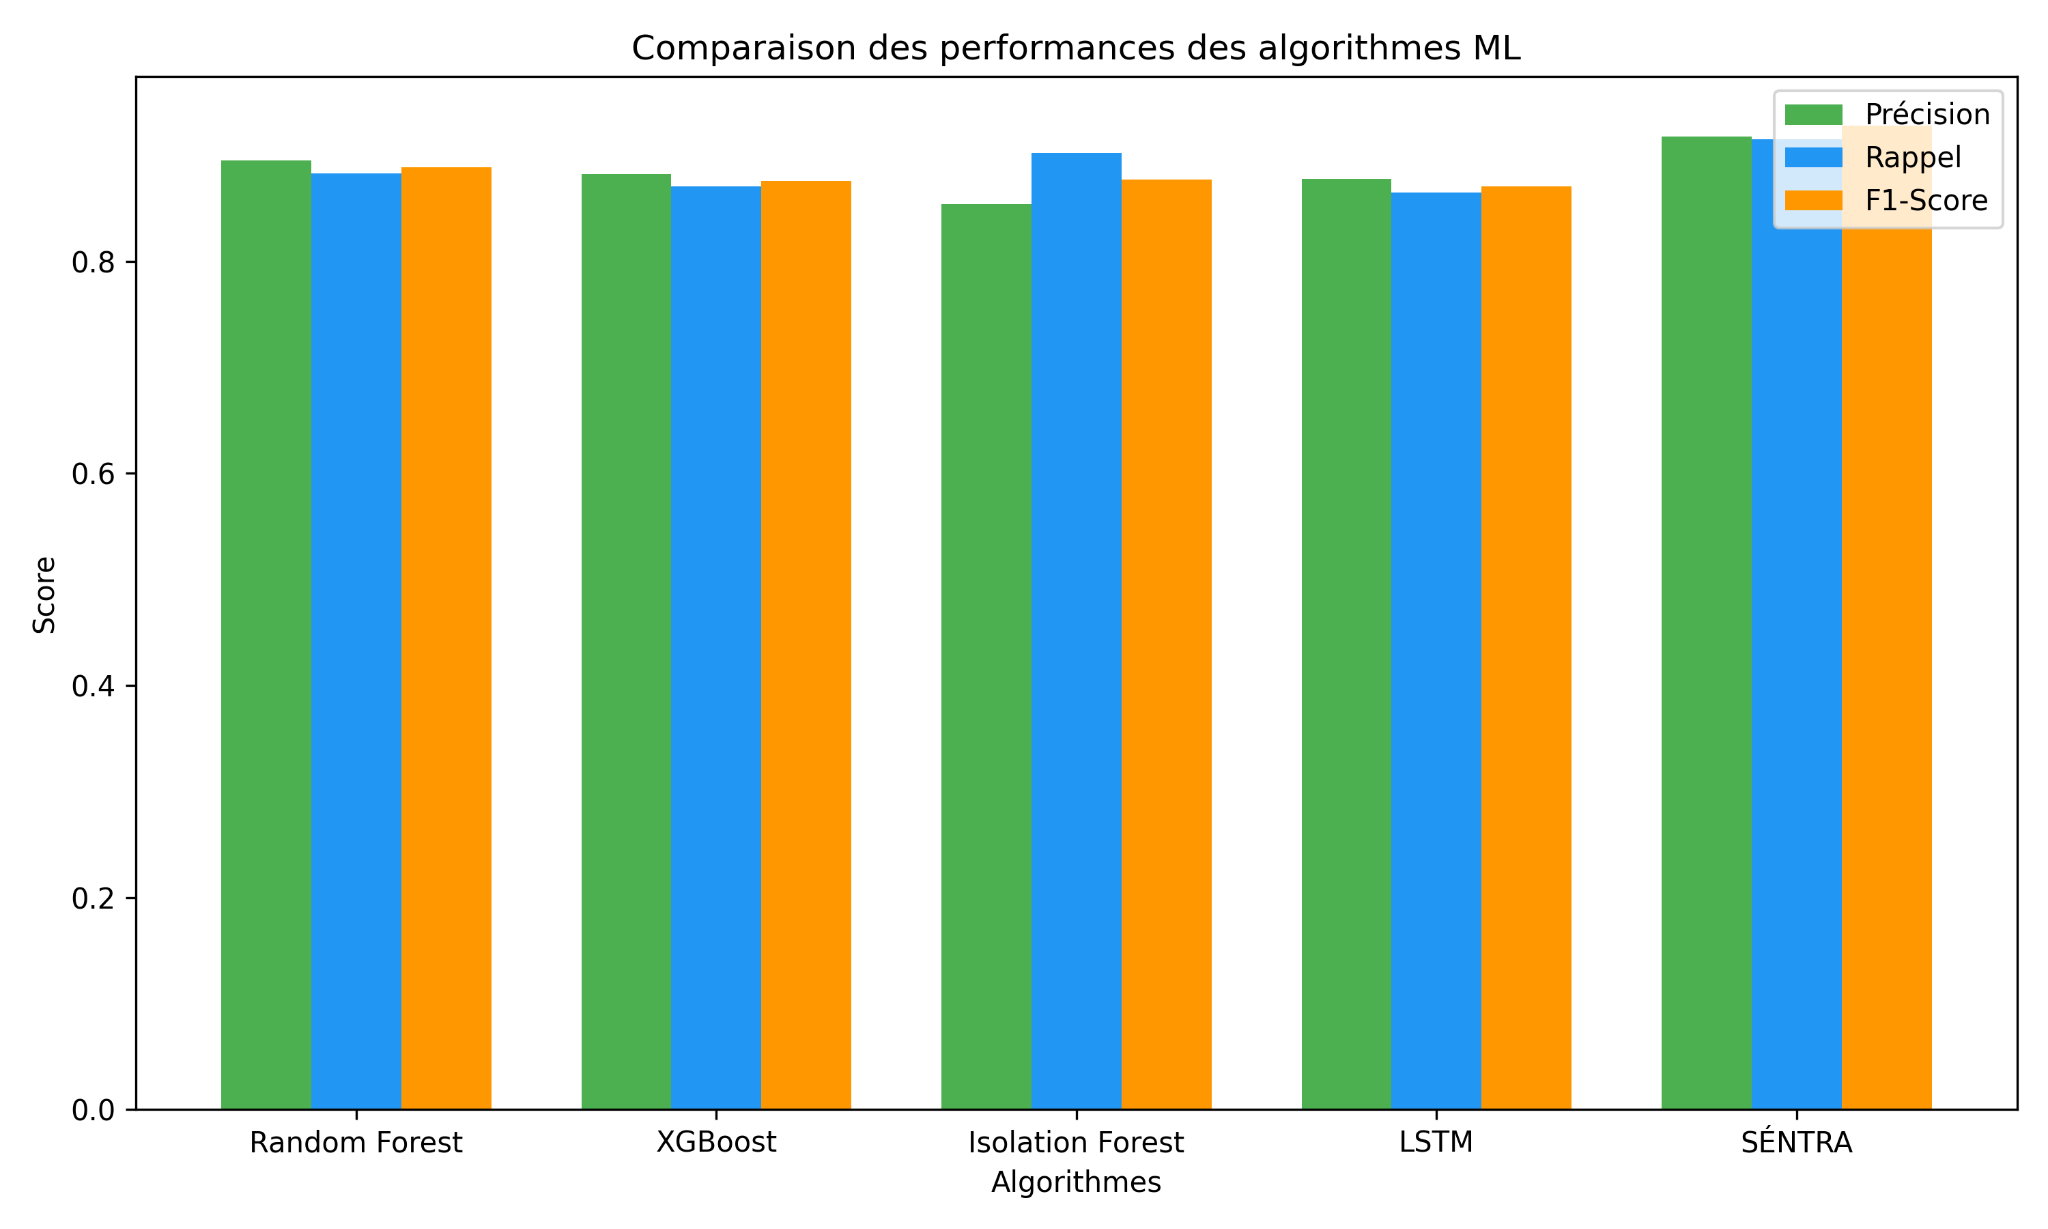 Comparaison des performances des algorithmes ML
Précision
Rappel
F1-Score
Score
0.8
0.6
0.4
0.2
0.0
Random Forest
XGBoost
Isolation Forest
LSTM
SÉNTRA
Algorithmes